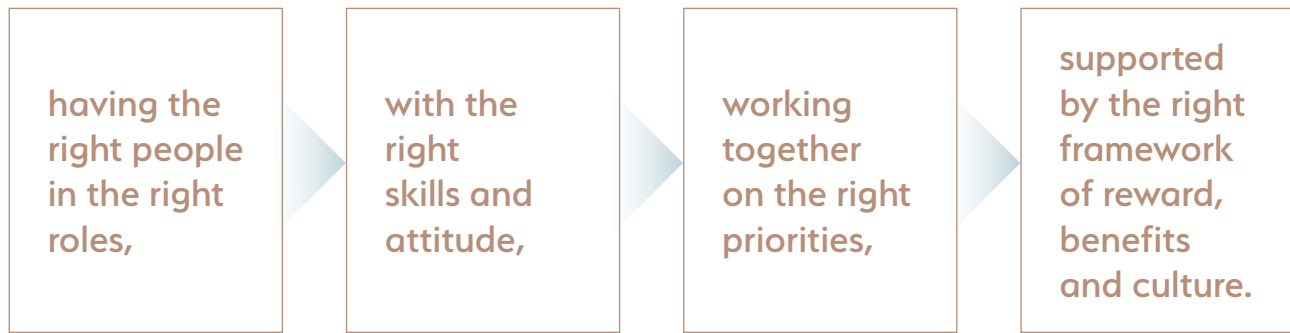 having the
right people
in the right
roles,
with the
right
skills and
attitude,
working
together
on the right
priorities,
supported
by the right
framework
of reward,
benefits
and culture.